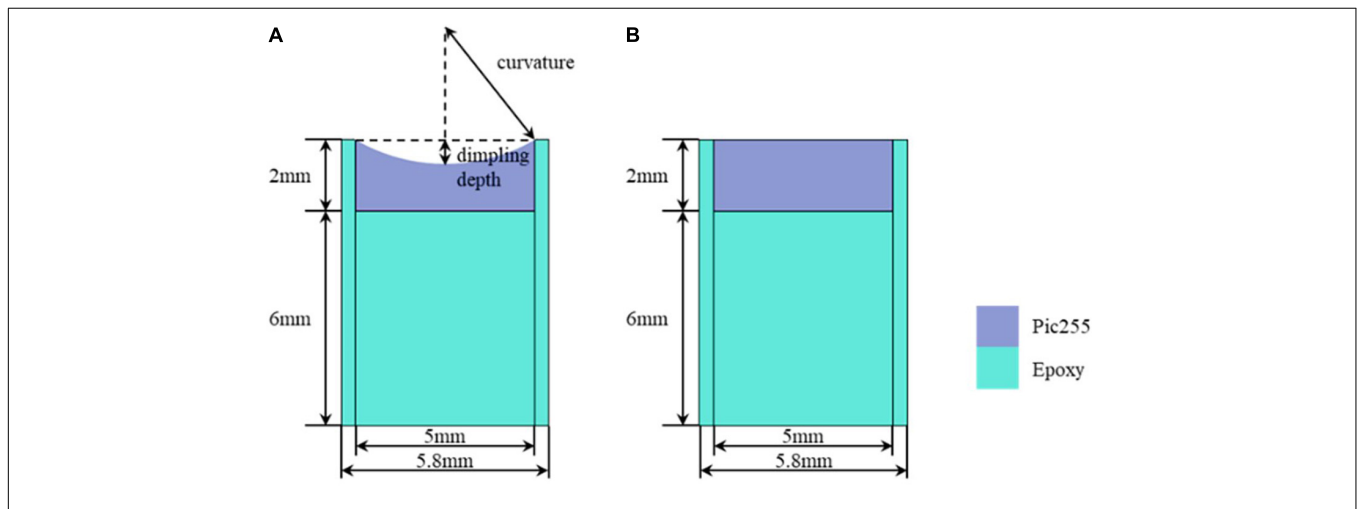 A
curvature
dimpling
depth
2mm
6mm
5mm
5.8mm
B
2mm
6mm
5mm
5.8mm
Pic255
Epoxy